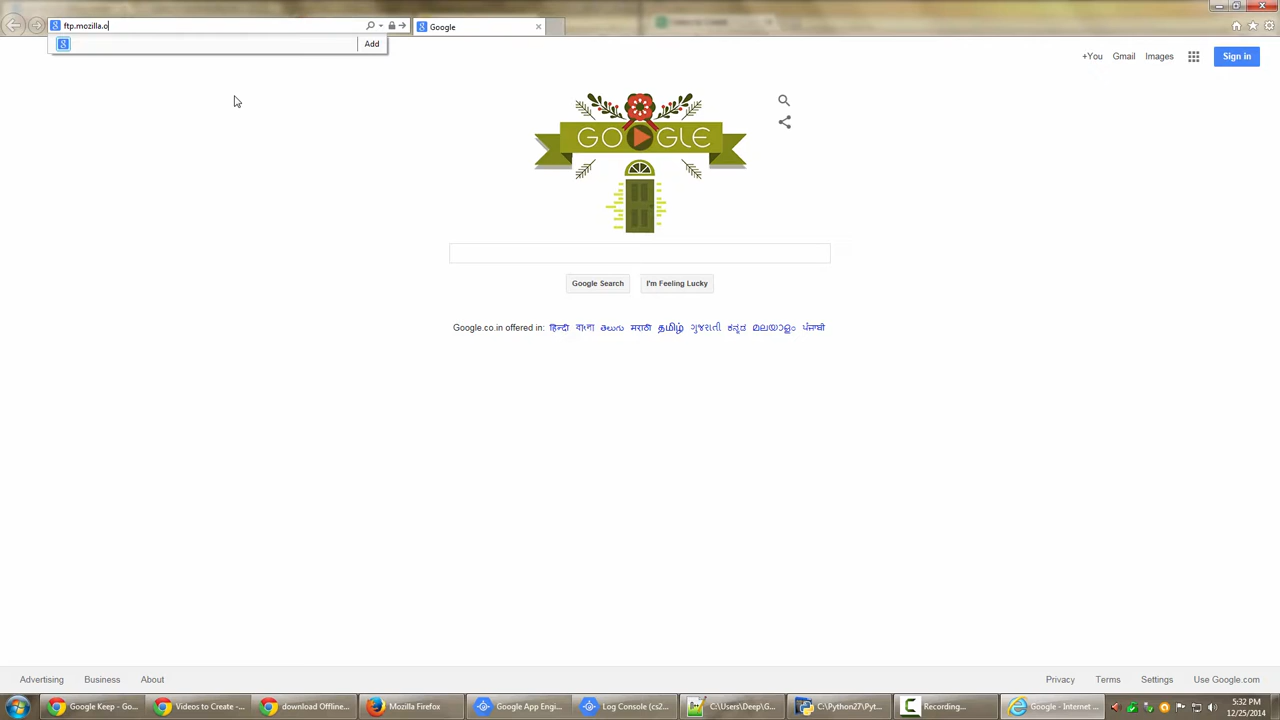 ftp.mozilla.o
Google
Add
+You Gmail Images Sign in
GOOGLE
Google Search I'm Feeling Lucky
Google.co.in offered in: हिन्दी বাংলা తెలుగు मराठी தமிழ் ગુજરાતી ಕನ್ನಡ മലയാളം ਪੰਜਾਬੀ
Advertising Business About Privacy Terms Settings Use Google.com
Google Keep - Go... Videos to Create -... download Offline... Mozilla Firefox Google App Engi... Log Console (cs2... C:\Users\Deep\G... C:\Python27\Pyt... Recording... Google - Internet ... 5:32 PM
12/25/2014